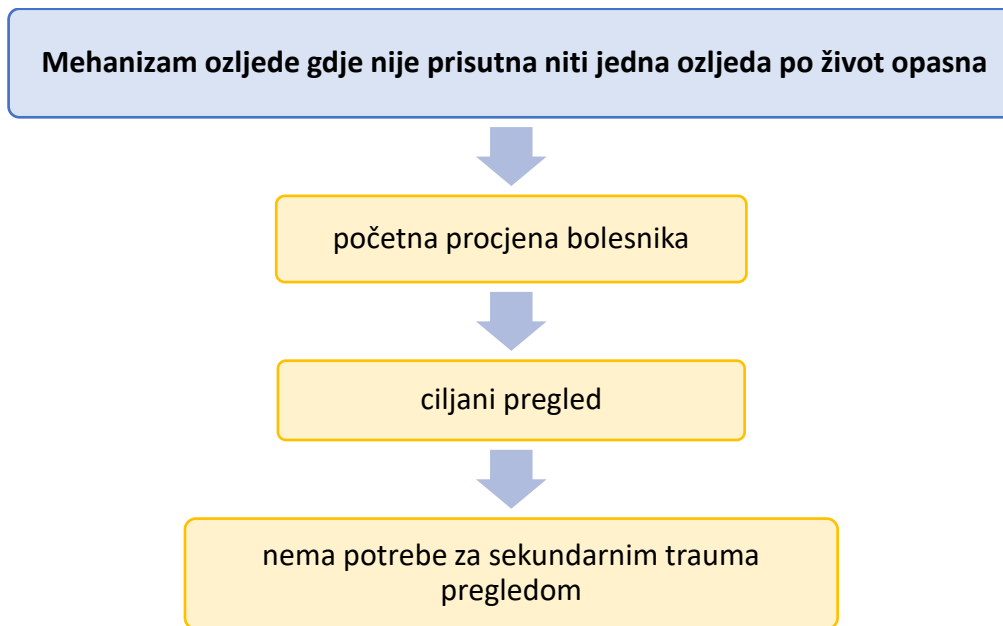 Mehanizam ozljede gdje nije prisutna niti jedna ozljeda po život opasna
početna procjena bolesnika
ciljani pregled
nema potrebe za sekundarnim trauma
pregledom